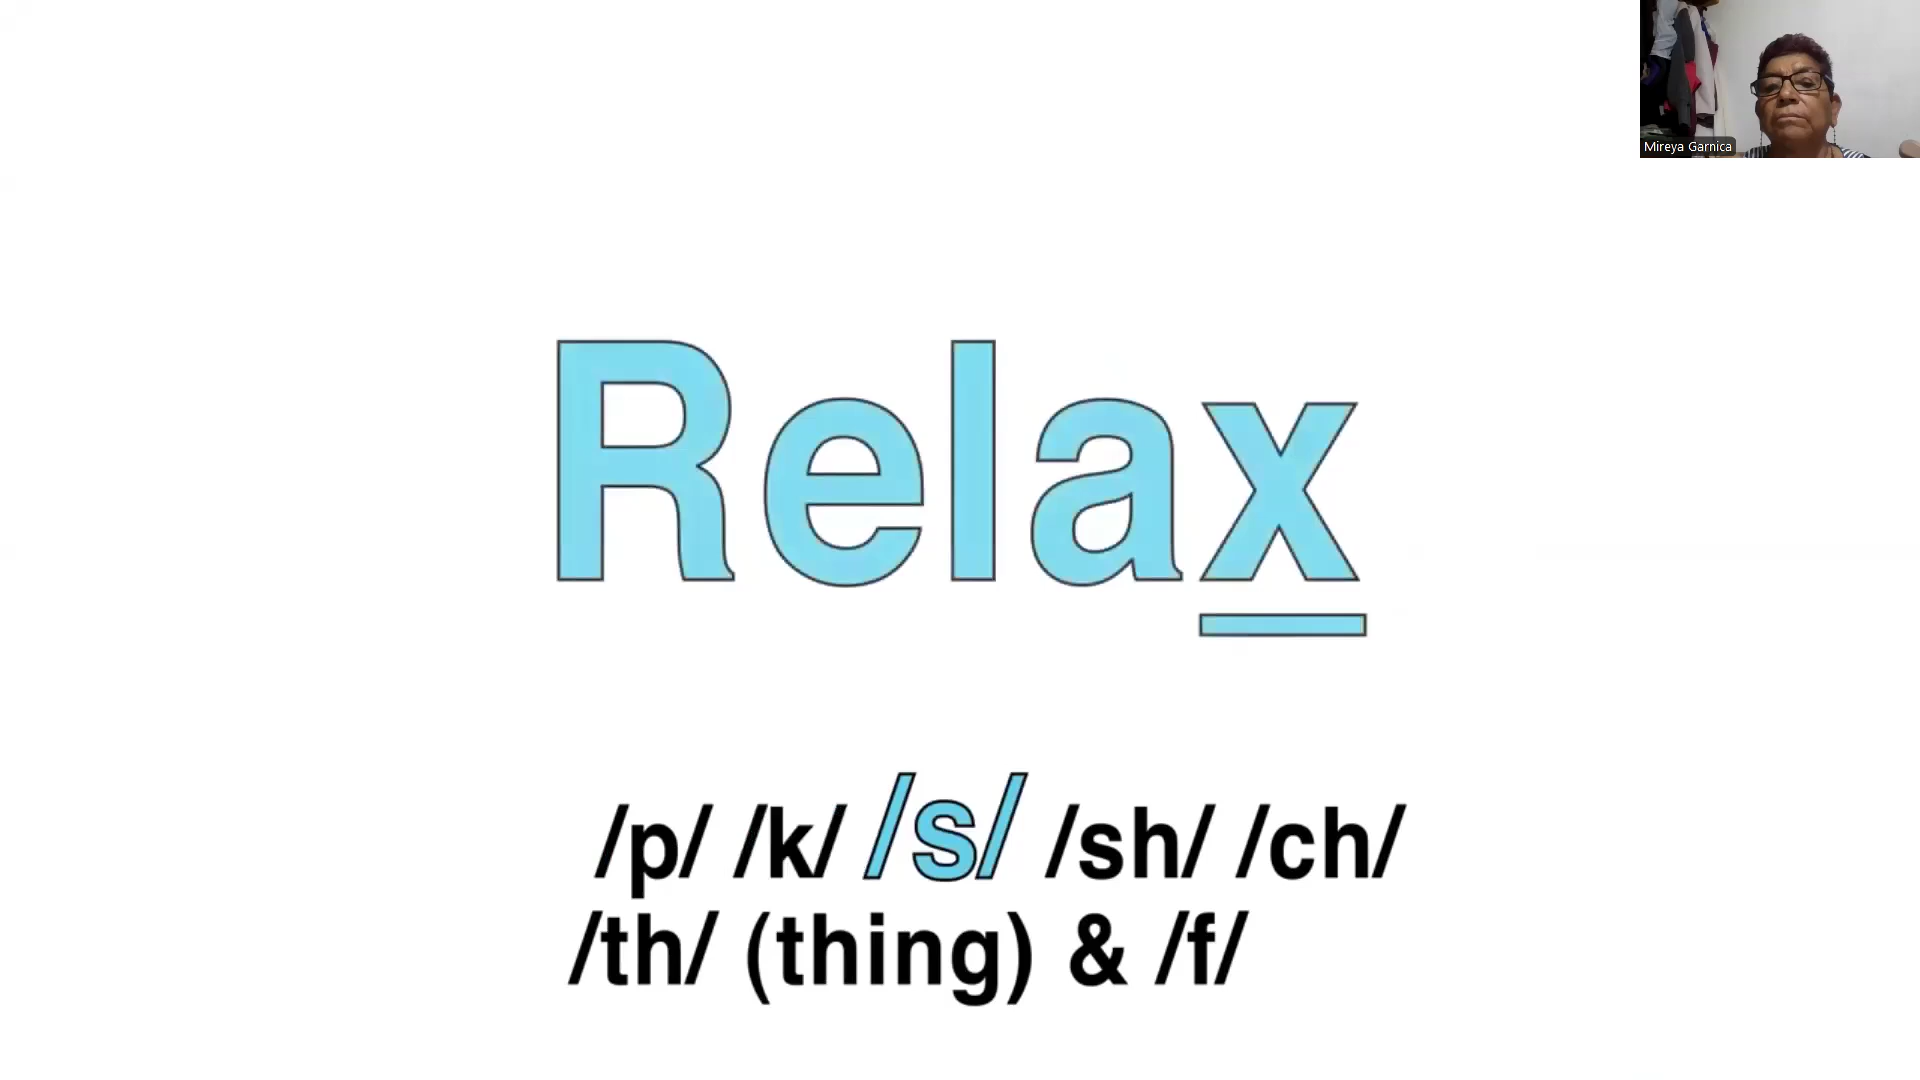 Mireya Garnica
Relax
/p/ /k/ /s/ /sh/ /ch/
/th/ (thing) & /f/